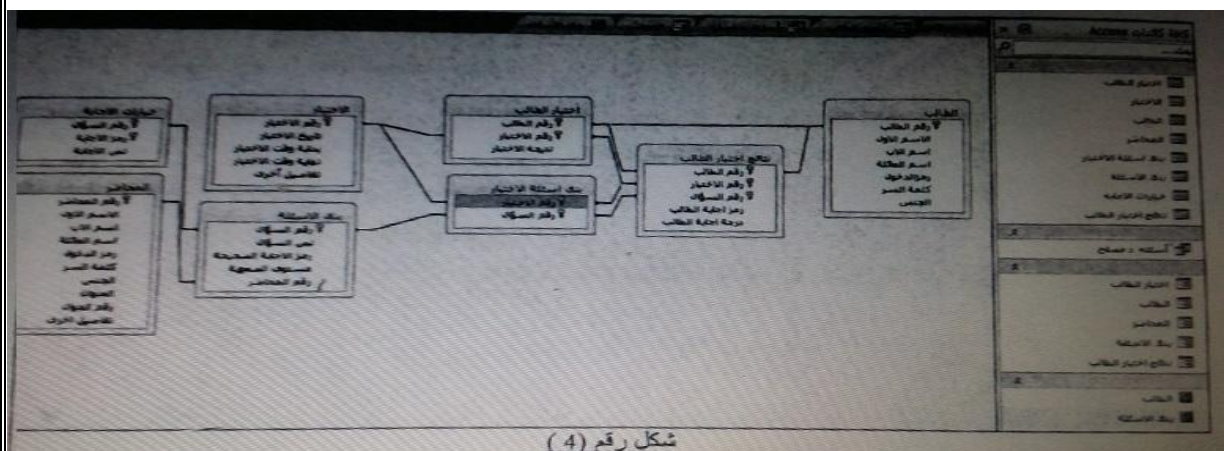 كافة كائنات Access
اختبار الطالب
الاختبار
الطالب
المحاضر
بنك اسئلة الاختبار
بنك الاسئلة
خيارات الاجابة
نتائج اختبار الطالب
أسئلة د.مصلح
اختبار الطالب
الطالب
المحاضر
بنك الاسئلة
نتائج اختبار الطالب
الطالب
بنك الاسئلة
الطالب
رقم الطالب
الاسم الاول
اسم الاب
اسم العائلة
رمز الدخول
كلمة السر
الجنس
اختبار الطالب
رقم الطالب
رقم الاختبار
نتيجة الاختبار
نتائج اختبار الطالب
رقم الطالب
رقم الاختبار
رقم السؤال
رمز اجابة الطالب
درجة اجابة الطالب
بنك اسئلة الاختبار
رقم الاختبار
رقم السؤال
الاختبار
رقم الاختبار
تاريخ الاختبار
بداية وقت الاختبار
نهاية وقت الاختبار
تفاصيل أخرى
بنك الاسئلة
رقم السؤال
نص السؤال
رمز الاجابة الصحيحة
مستوى الصعوبة
رقم المحاضر
خيارات الاجابة
رقم السؤال
رمز الاجابة
نص الاجابة
المحاضر
رقم المحاضر
الاسم الاول
اسم الاب
اسم العائلة
رمز الدخول
كلمة السر
الجنس
العنوان
رقم الجوال
تفاصيل اخرى
شكل رقم (4)